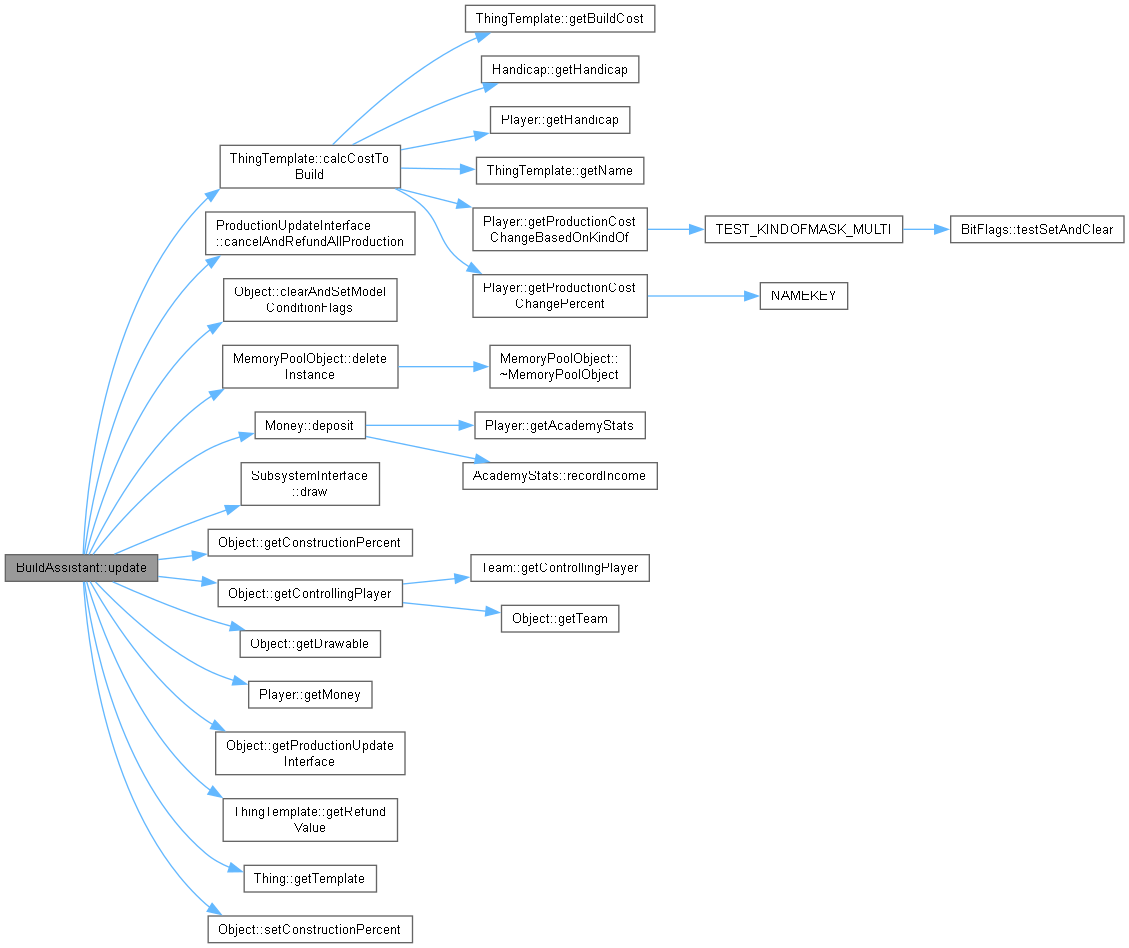 ThingTemplate::getBuildCost
Handicap::getHandicap
Player::getHandicap
ThingTemplate::calcCostTo
Build
ThingTemplate::getName
Player::getProductionCost
ChangeBasedOnKindOf
TEST_KINDOFMASK_MULTI
BitFlags::testSetAndClear
ProductionUpdateInterface
::cancelAndRefundAllProduction
Player::getProductionCost
ChangePercent
NAMEKEY
Object::clearAndSetModel
ConditionFlags
MemoryPoolObject::delete
Instance
MemoryPoolObject::
~MemoryPoolObject
Money::deposit
Player::getAcademyStats
AcademyStats::recordIncome
SubsystemInterface
::draw
Object::getConstructionPercent
BuildAssistant::update
Object::getControllingPlayer
Team::getControllingPlayer
Object::getTeam
Object::getDrawable
Player::getMoney
Object::getProductionUpdate
Interface
ThingTemplate::getRefund
Value
Thing::getTemplate
Object::setConstructionPercent